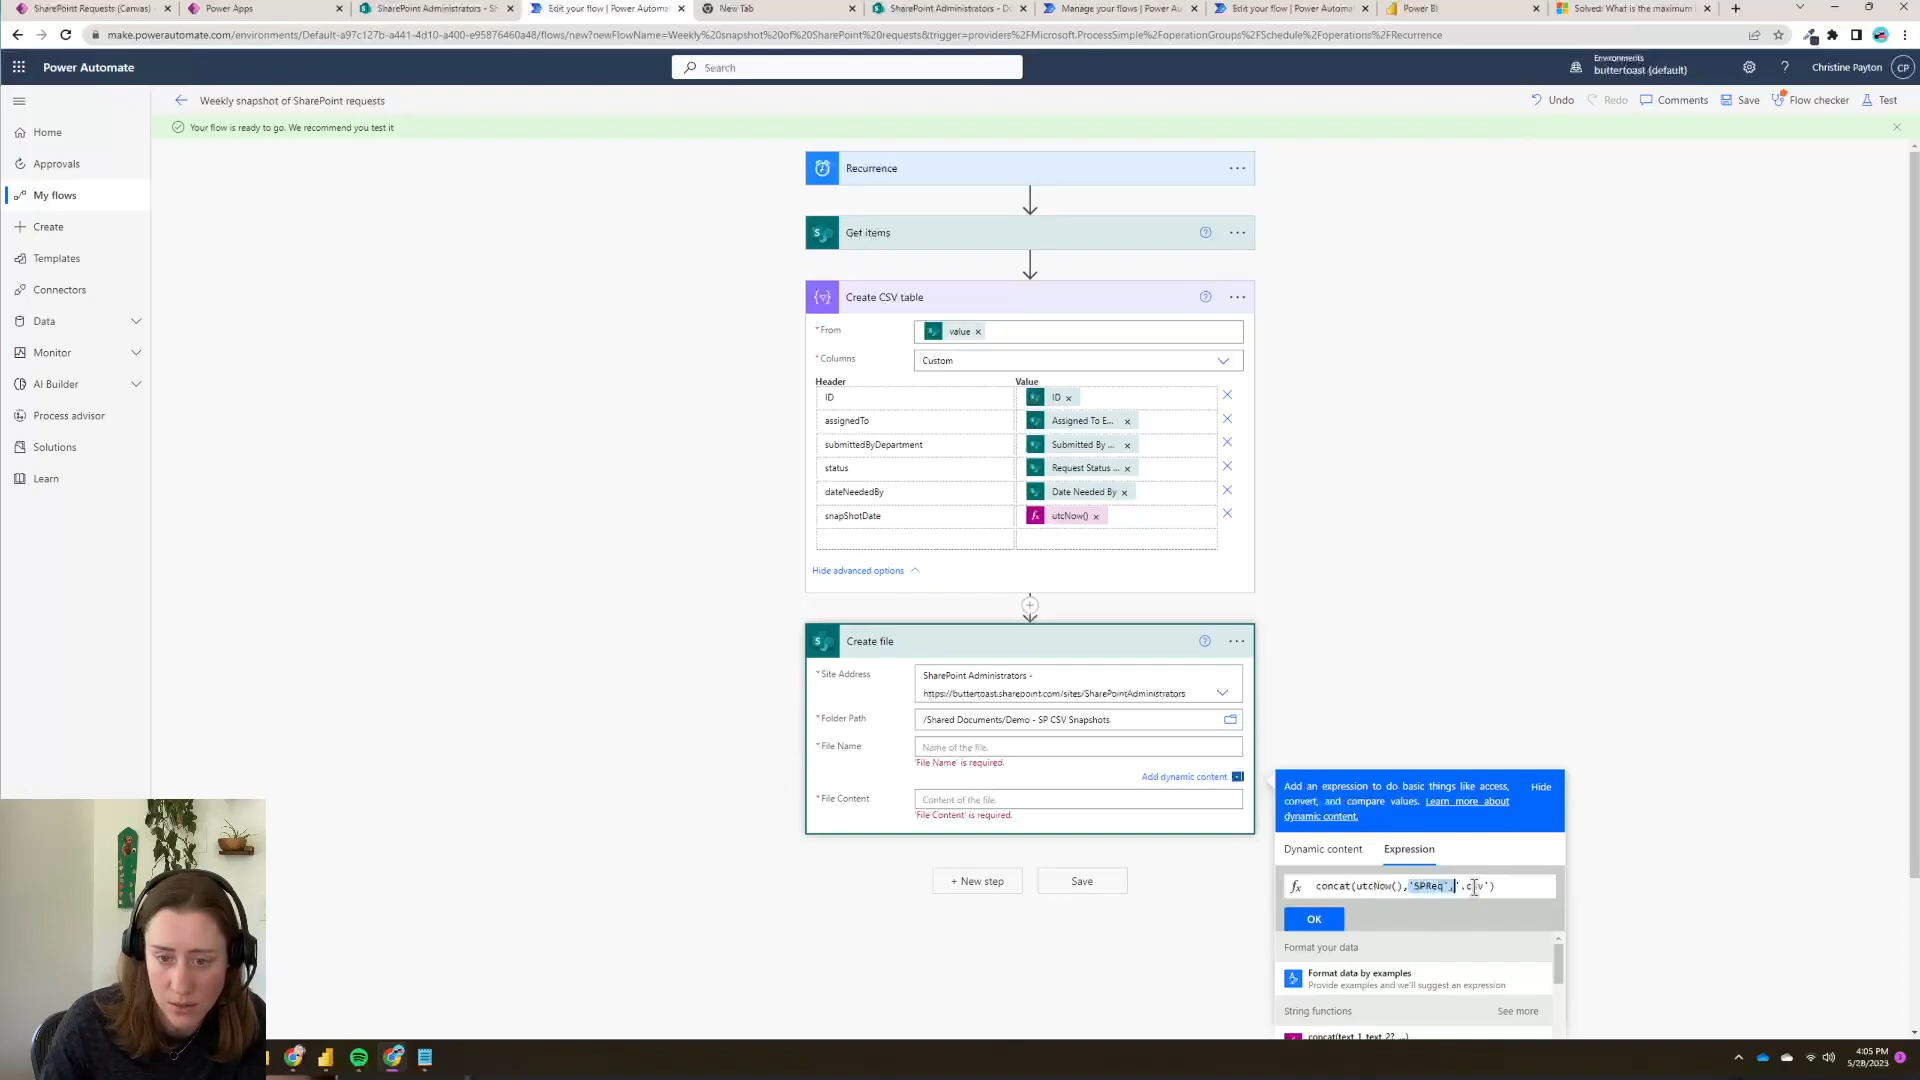 SharePoint Requests (Canvas) - × Power Apps × SharePoint Administrators - Sh × Edit your flow | Power Automa × New Tab × SharePoint Administrators - Do × Manage your flows | Power Au × Edit your flow | Power Automa × Power BI × Solved: What is the maximum l × +
make.powerautomate.com/environments/Default-a97c127b-a441-4d10-a400-e95876460a48/flows/new?newFlowName=Weekly%20snapshot%20of%20SharePoint%20requests&trigger=providers%2FMicrosoft.ProcessSimple%2FoperationGroups%2FSchedule%2Foperations%2FRecurrence
Power Automate
Search
Environments
buttertoast (default)
Christine Payton CP
Weekly snapshot of SharePoint requests
Undo Redo Comments Save Flow checker Test
Your flow is ready to go. We recommend you test it
Home
Approvals
My flows
Create
Templates
Connectors
Data
Monitor
AI Builder
Process advisor
Solutions
Learn
Recurrence
Get items
Create CSV table
* From value ×
* Columns Custom
Header Value
ID ID ×
assignedTo Assigned To E... ×
submittedByDepartment Submitted By ... ×
status Request Status ... ×
dateNeededBy Date Needed By ×
snapShotDate utcNow() ×
Hide advanced options
Create file
* Site Address SharePoint Administrators -
https://buttertoast.sharepoint.com/sites/SharePointAdministrators
* Folder Path /Shared Documents/Demo - SP CSV Snapshots
* File Name Name of the file.
'File Name' is required.
Add dynamic content
* File Content Content of the file.
'File Content' is required.
+ New step Save
Add an expression to do basic things like access,
convert, and compare values. Learn more about
dynamic content.
Hide
Dynamic content Expression
fx concat(utcNow(),'SPReq','.csv')
OK
Format your data
Format data by examples
Provide examples and we'll suggest an expression
String functions See more
concat(text_1, text_2?, ...)
4:05 PM
5/28/2023